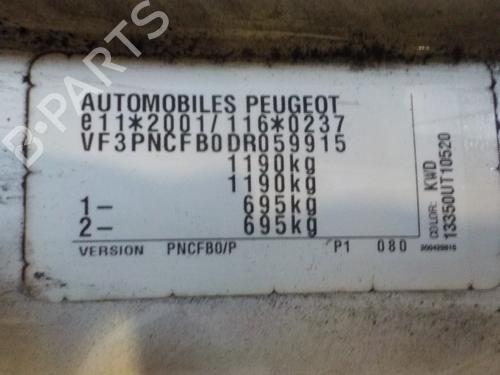 B-PARTS
AUTOMOBILES PEUGEOT
e11*2001/116*0237
VF3PNCFB0DR059915
1190kg
1190kg
1- 695kg
2- 695kg
VERSION PNCFB0/P P1 080
COLOR: KWD
13350UT10520